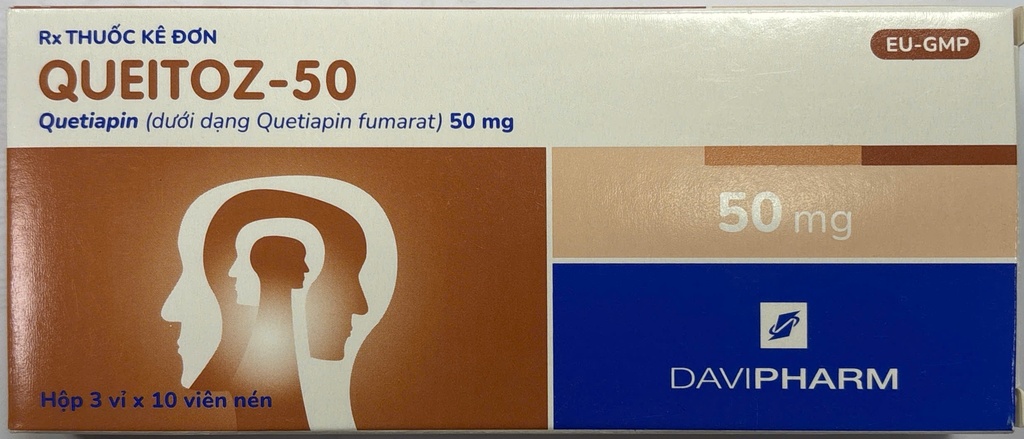 Rx THUỐC KÊ ĐƠN
EU-GMP
QUEITOZ-50
Quetiapin (dưới dạng Quetiapin fumarat) 50 mg
50 mg
DAVIPHARM
Hộp 3 vỉ x 10 viên nén